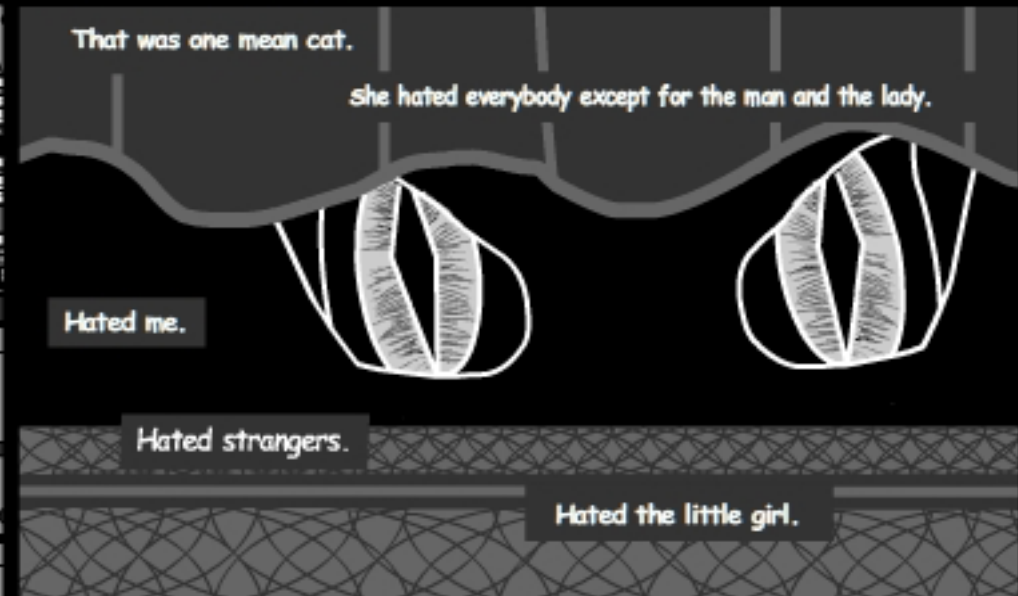 That was one mean cat.
She hated everybody except for the man and the lady.
Hated me.
Hated strangers.
Hated the little girl.